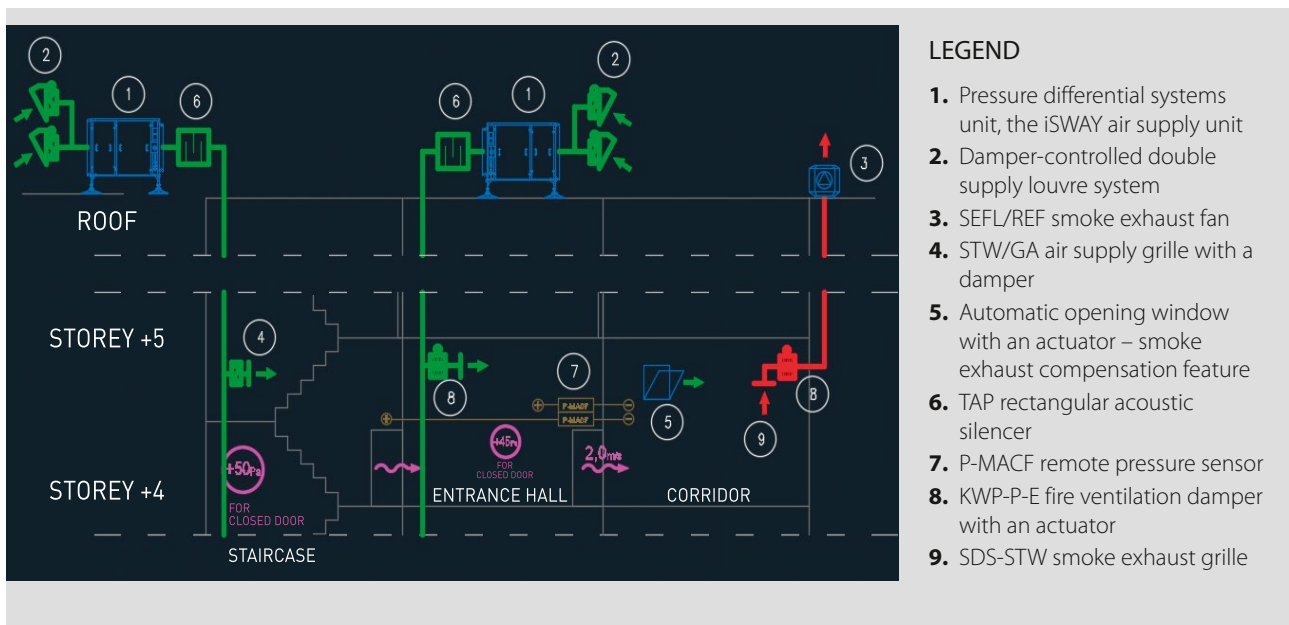 2
1
6
6
1
2
3
ROOF
STOREY +5
4
8
7
P-MACF
P-MACF
5
8
9
+50Pa
FOR
CLOSED DOOR
+45Pa
FOR
CLOSED DOOR
2,0m/s
STOREY +4
ENTRANCE HALL
CORRIDOR
STAIRCASE
LEGEND
1. Pressure differential systems
unit, the iSWAY air supply unit
2. Damper-controlled double
supply louvre system
3. SEFL/REF smoke exhaust fan
4. STW/GA air supply grille with a
damper
5. Automatic opening window
with an actuator – smoke
exhaust compensation feature
6. TAP rectangular acoustic
silencer
7. P-MACF remote pressure sensor
8. KWP-P-E fire ventilation damper
with an actuator
9. SDS-STW smoke exhaust grille